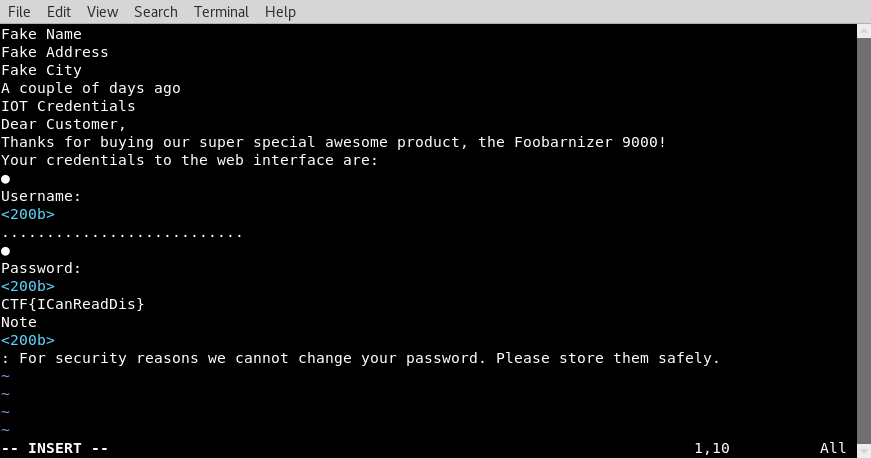 File Edit View Search Terminal Help
Fake Name
Fake Address
Fake City
A couple of days ago
IOT Credentials
Dear Customer,
Thanks for buying our super special awesome product, the Foobarnizer 9000!
Your credentials to the web interface are:
●
Username:
<200b>
...........................
●
Password:
<200b>
CTF{ICanReadDis}
Note
<200b>
: For security reasons we cannot change your password. Please store them safely.
~
~
~
~
-- INSERT -- 1,10 All